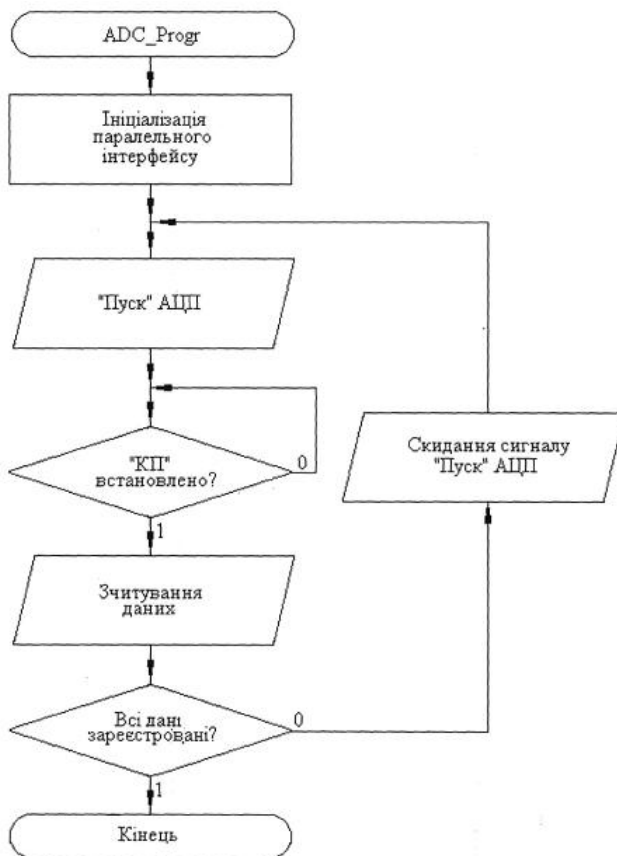 ADC_Progr
Ініціалізація
паралельного
інтерфейсу
"Пуск" АЦП
"КП"
встановлено?
0
1
Скидання сигналу
"Пуск" АЦП
Зчитування
даних
Всі дані
зареєстровані?
0
1
Кінець